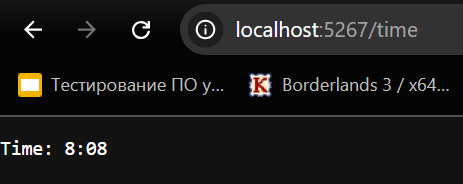 localhost:5267/time
Тестирование ПО у...
K Borderlands 3 / x64...
Time: 8:08